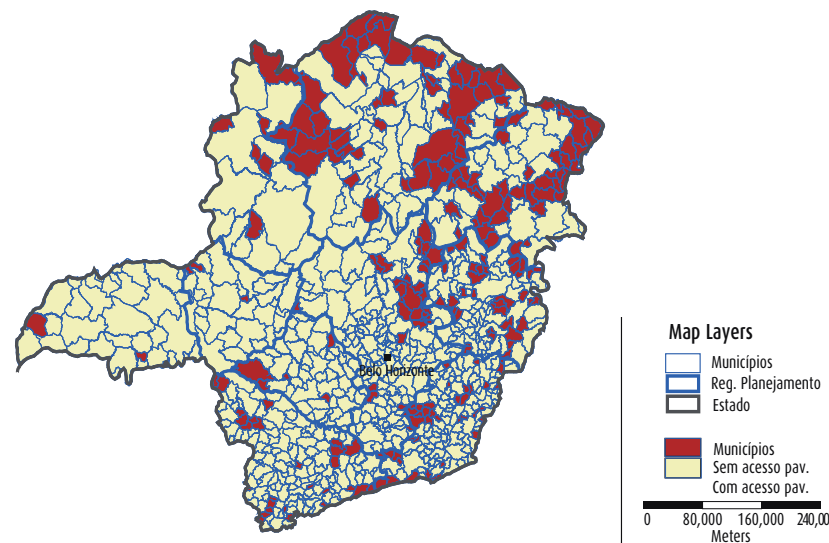 Belo Horizonte
Map Layers
Municípios
Reg. Planejamento
Estado
Municípios
Sem acesso pav.
Com acesso pav.
0 80,000 160,000 240,00
Meters